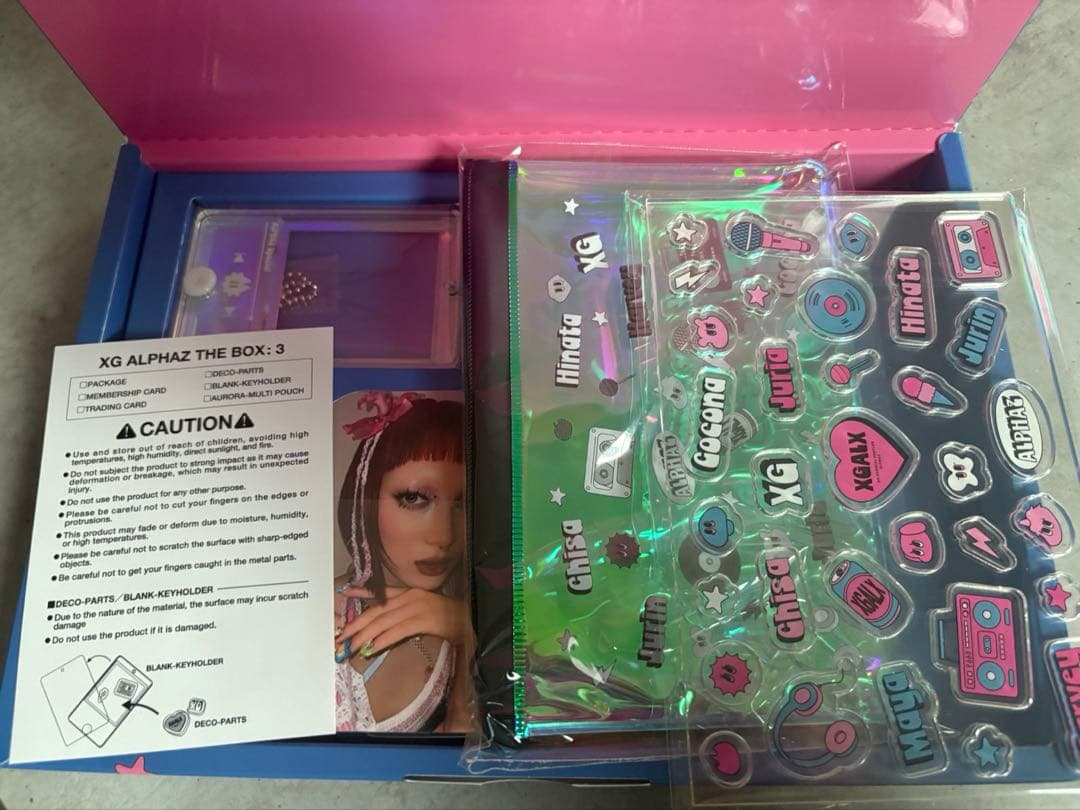 XG ALPHAZ THE BOX: 3
□PACKAGE
□MEMBERSHIP CARD
□TRADING CARD
□DECO-PARTS
□BLANK-KEYHOLDER
□AURORA-MULTI POUCH
⚠CAUTION⚠
●Use and store out of reach of children, avoiding high
temperatures, high humidity, direct sunlight, and fire.
●Do not subject the product to strong impact as it may cause
deformation or breakage, which may result in unexpected
injury.
●Do not use the product for any other purpose.
●Please be careful not to cut your fingers on the edges or
protrusions.
●This product may fade or deform due to moisture, humidity,
or high temperatures.
●Please be careful not to scratch the surface with sharp-edged
objects.
●Be careful not to get your fingers caught in the metal parts.
■DECO-PARTS/BLANK-KEYHOLDER
●Due to the nature of the material, the surface may incur scratch
damage
●Do not use the product if it is damaged.
BLANK-KEYHOLDER
DECO-PARTS
XG
Hinata
Chisa
Jurin
ALPHAZ
Cocona
Juria
XG
Chisa
Hinata
Jurin
XGALX
ALPHAZ
XGALX
Maya
Harvey